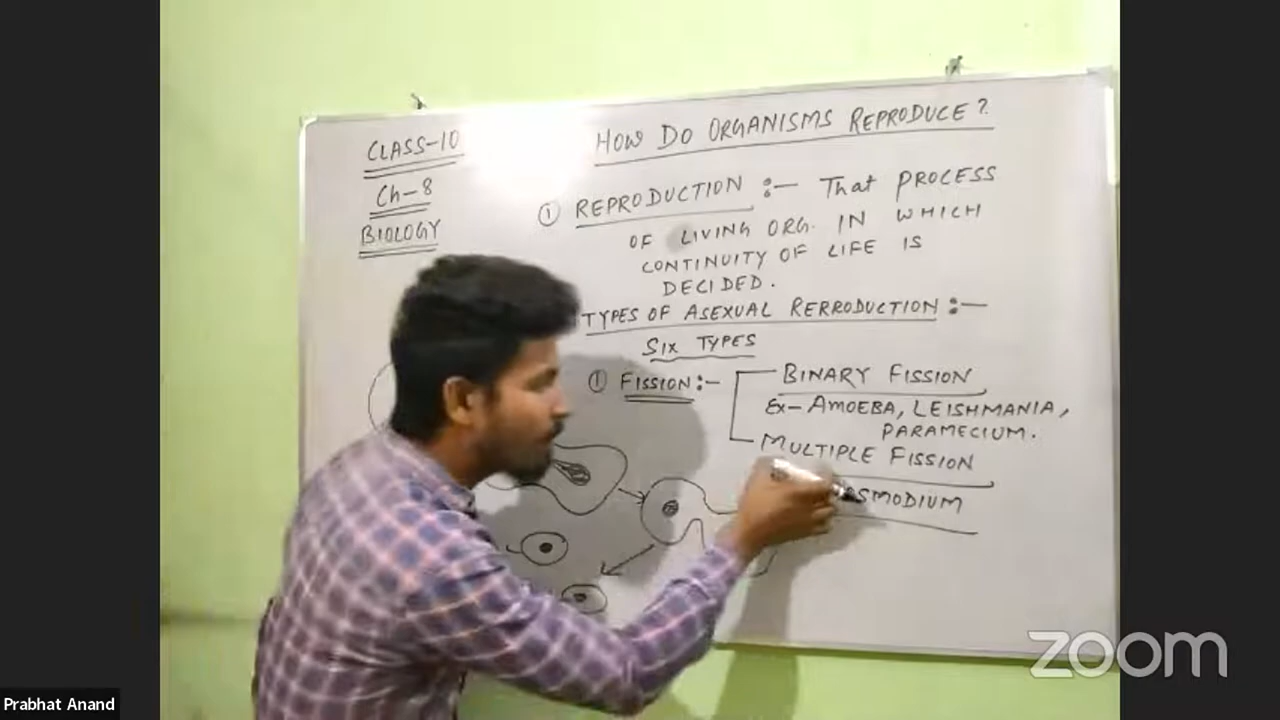 CLASS-10
Ch-8
BIOLOGY
HOW DO ORGANISMS REPRODUCE?
① REPRODUCTION :— That PROCESS
OF LIVING ORG. IN WHICH
CONTINUITY OF LIFE IS
DECIDED.
TYPES OF ASEXUAL RERRODUCTION :—
SIX TYPES
① FISSION :— BINARY FISSION
Ex- AMOEBA, LEISHMANIA,
PARAMECIUM.
MULTIPLE FISSION
SMODIUM
zoom
Prabhat Anand